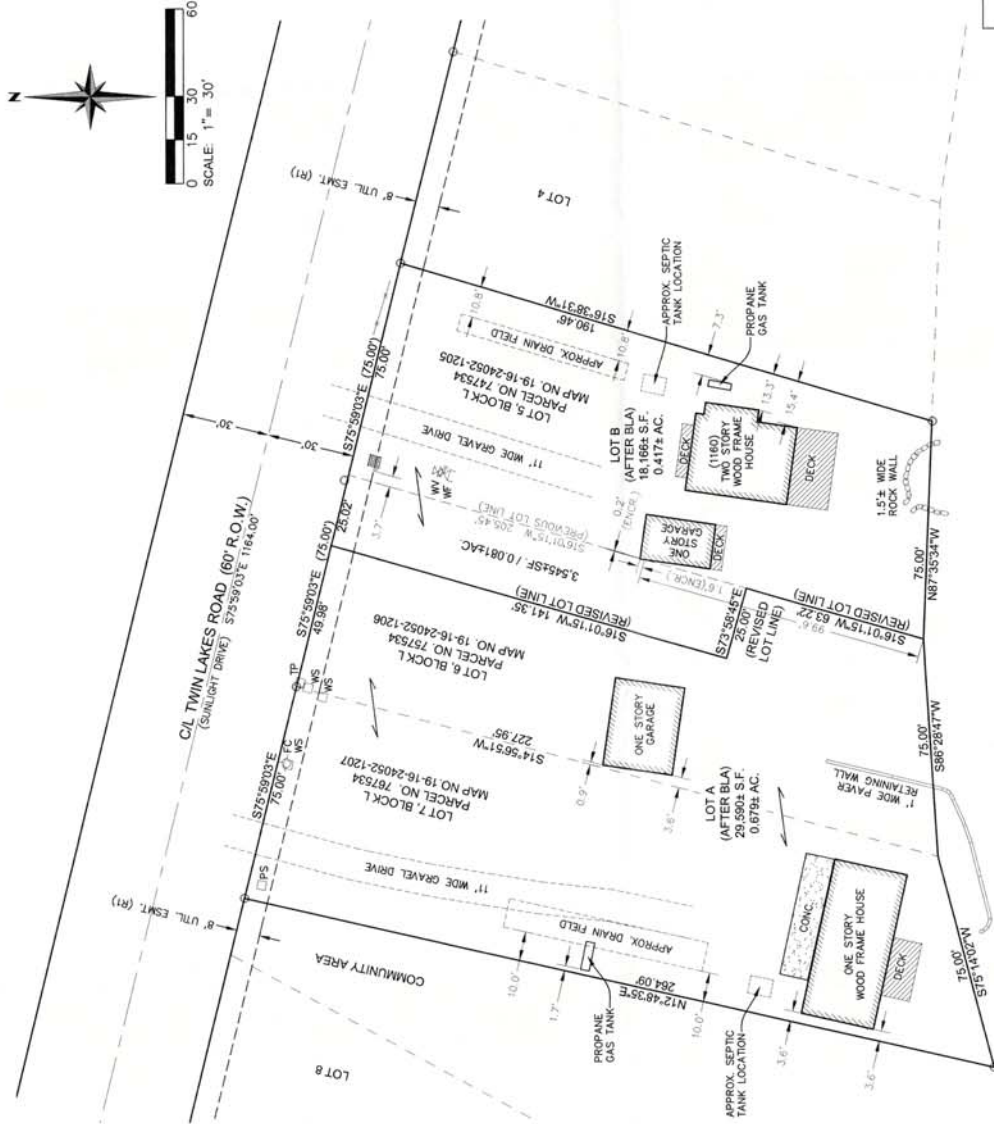 N
0 15 30 60
SCALE: 1" = 30'
C/L TWIN LAKES ROAD (60' R.O.W.)
(SUNLIGHT DRIVE) S75°59'03"E 1164.00'
30'
30'
8' UTIL. ESMT. (R1)
8' UTIL. ESMT. (R1)
S75°59'03"E (75.00')
75.00'
25.02'
S75°59'03"E (75.00')
49.98'
S75°59'03"E
75.00'
TP
WS
WS
FC
WS
PS
WV
WF
3.7'
LOT 4
LOT 5, BLOCK L
PARCEL NO. 747534
MAP NO. 19-16-24052-1205
APPROX. DRAIN FIELD
10.8'
10.8'
S16°38'31"W
190.46'
11' WIDE GRAVEL DRIVE
S16°01'15"W 205.45'
(PREVIOUS LOT LINE)
3,545±SF. / 0.081±AC
S16°01'15"W 141.35'
(REVISED LOT LINE)
LOT 6, BLOCK L
PARCEL NO. 757534
MAP NO. 19-16-24052-1206
S14°56'51"W
227.95'
LOT 7, BLOCK L
PARCEL NO. 767534
MAP NO.19-16-24052-1207
11' WIDE GRAVEL DRIVE
APPROX. DRAIN FIELD
COMMUNITY AREA
LOT 8
APPROX. SEPTIC
TANK LOCATION
PROPANE
GAS TANK
7.3'
13.3'
15.4'
LOT B
(AFTER BLA)
18,166± S.F.
0.417± AC.
DECK
(1160)
TWO STORY
WOOD FRAME
HOUSE
DECK
0.2'
(ENCR.)
ONE
STORY
GARAGE
DECK
1.6'(ENCR.)
S73°58'45"E
25.00'
(REVISED
LOT LINE)
S16°01'15"W 63.22'
(REVISED LOT LINE)
99.6'
1.5'± WIDE
ROCK WALL
75.00'
N87°35'34"W
75.00'
S86°28'47"W
1' WIDE PAVER
RETAINING WALL
75.00'
S75°14'02"W
ONE STORY
GARAGE
0.9'
3.6'
LOT A
(AFTER BLA)
29,590± S.F.
0.679± AC.
CONC.
ONE STORY
WOOD FRAME HOUSE
DECK
10.0'
1.7'
PROPANE
GAS TANK
N12°48'35"E
264.09'
10.0'
APPROX. SEPTIC
TANK LOCATION
3.6'
3.6'